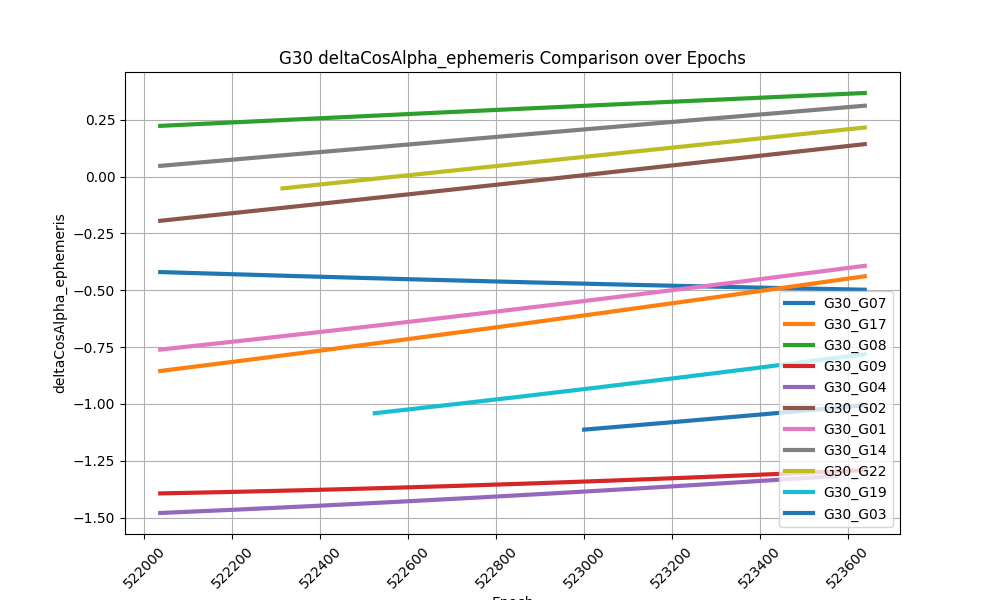 G30 deltaCosAlpha_ephemeris Comparison over Epochs
deltaCosAlpha_ephemeris
0.25
0.00
−0.25
−0.50
−0.75
−1.00
−1.25
−1.50
G30_G07
G30_G17
G30_G08
G30_G09
G30_G04
G30_G02
G30_G01
G30_G14
G30_G22
G30_G19
G30_G03
522000
522200
522400
522600
522800
523000
523200
523400
523600
Epoch